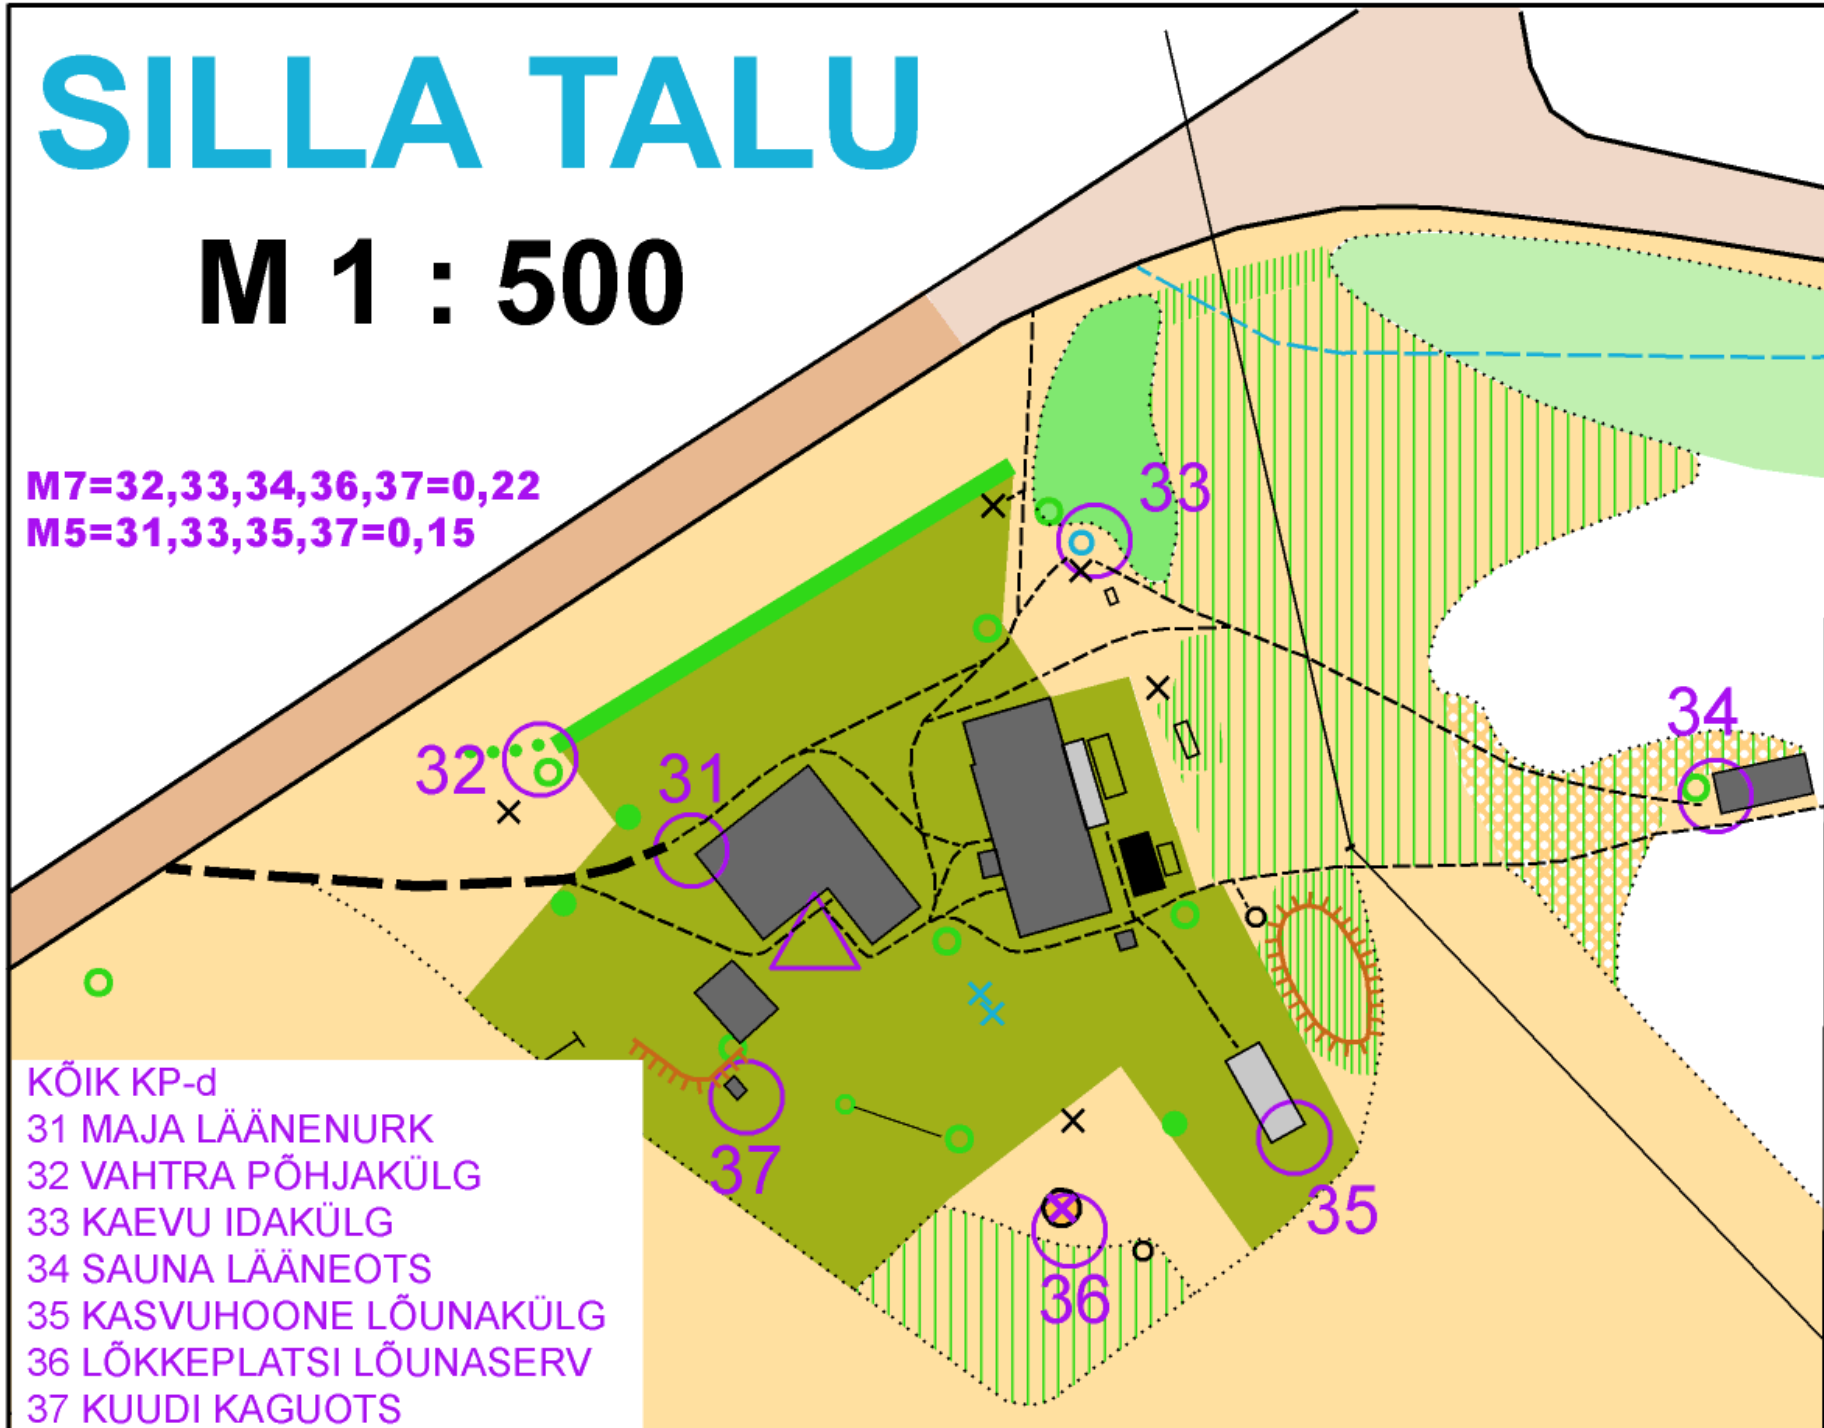 SILLA TALU
M 1 : 500
M7=32,33,34,36,37=0,22
M5=31,33,35,37=0,15
33
34
32
31
37
35
36
KÕIK KP-d
31 MAJA LÄÄNENURK
32 VAHTRA PÕHJAKÜLG
33 KAEVU IDAKÜLG
34 SAUNA LÄÄNEOTS
35 KASVUHOONE LÕUNAKÜLG
36 LÕKKEPLATSI LÕUNASERV
37 KUUDI KAGUOTS